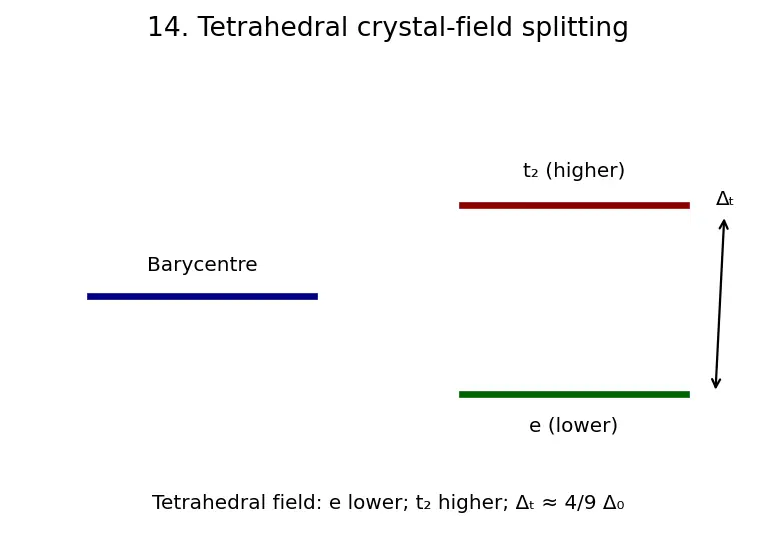 14. Tetrahedral crystal-field splitting
t₂ (higher)
Δₜ
Barycentre
e (lower)
Tetrahedral field: e lower; t₂ higher; Δₜ ≈ 4/9 Δ₀